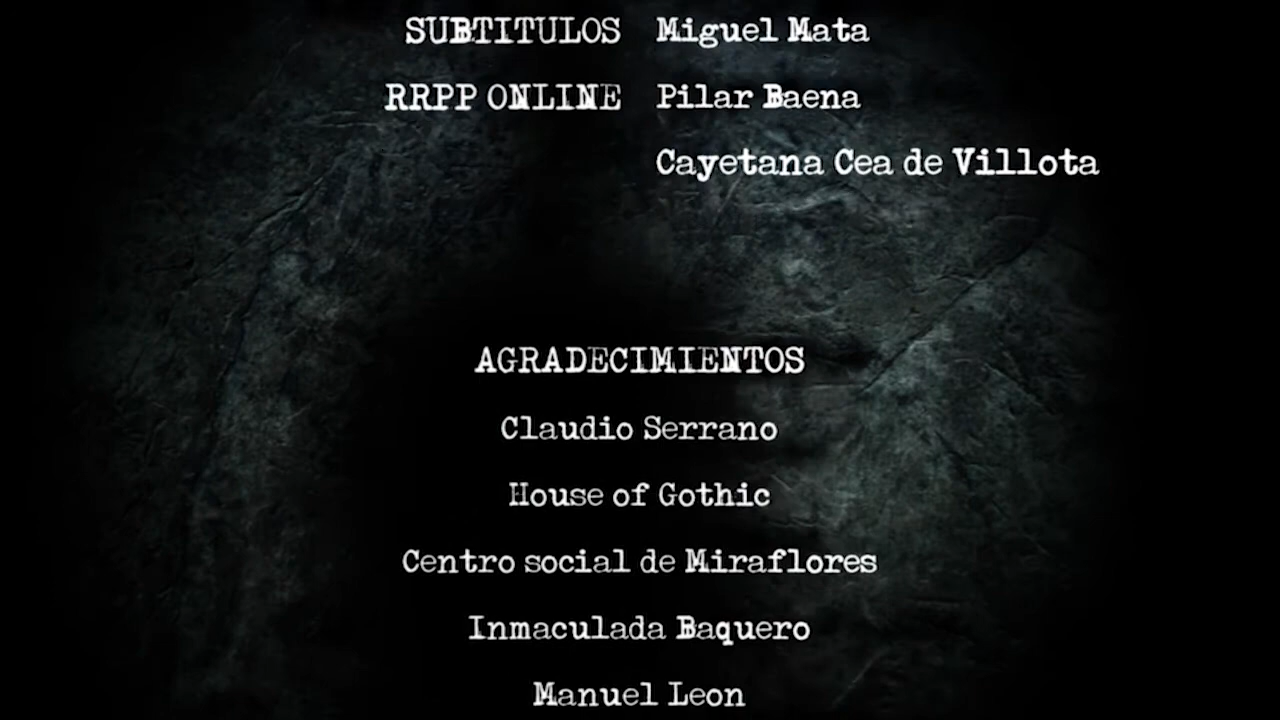 SUBTITULOS Miguel Mata
RRPP ONLINE Pilar Baena
Cayetana Cea de Villota
AGRADECIMIENTOS
Claudio Serrano
House of Gothic
Centro social de Miraflores
Inmaculada Baquero
Manuel Leon